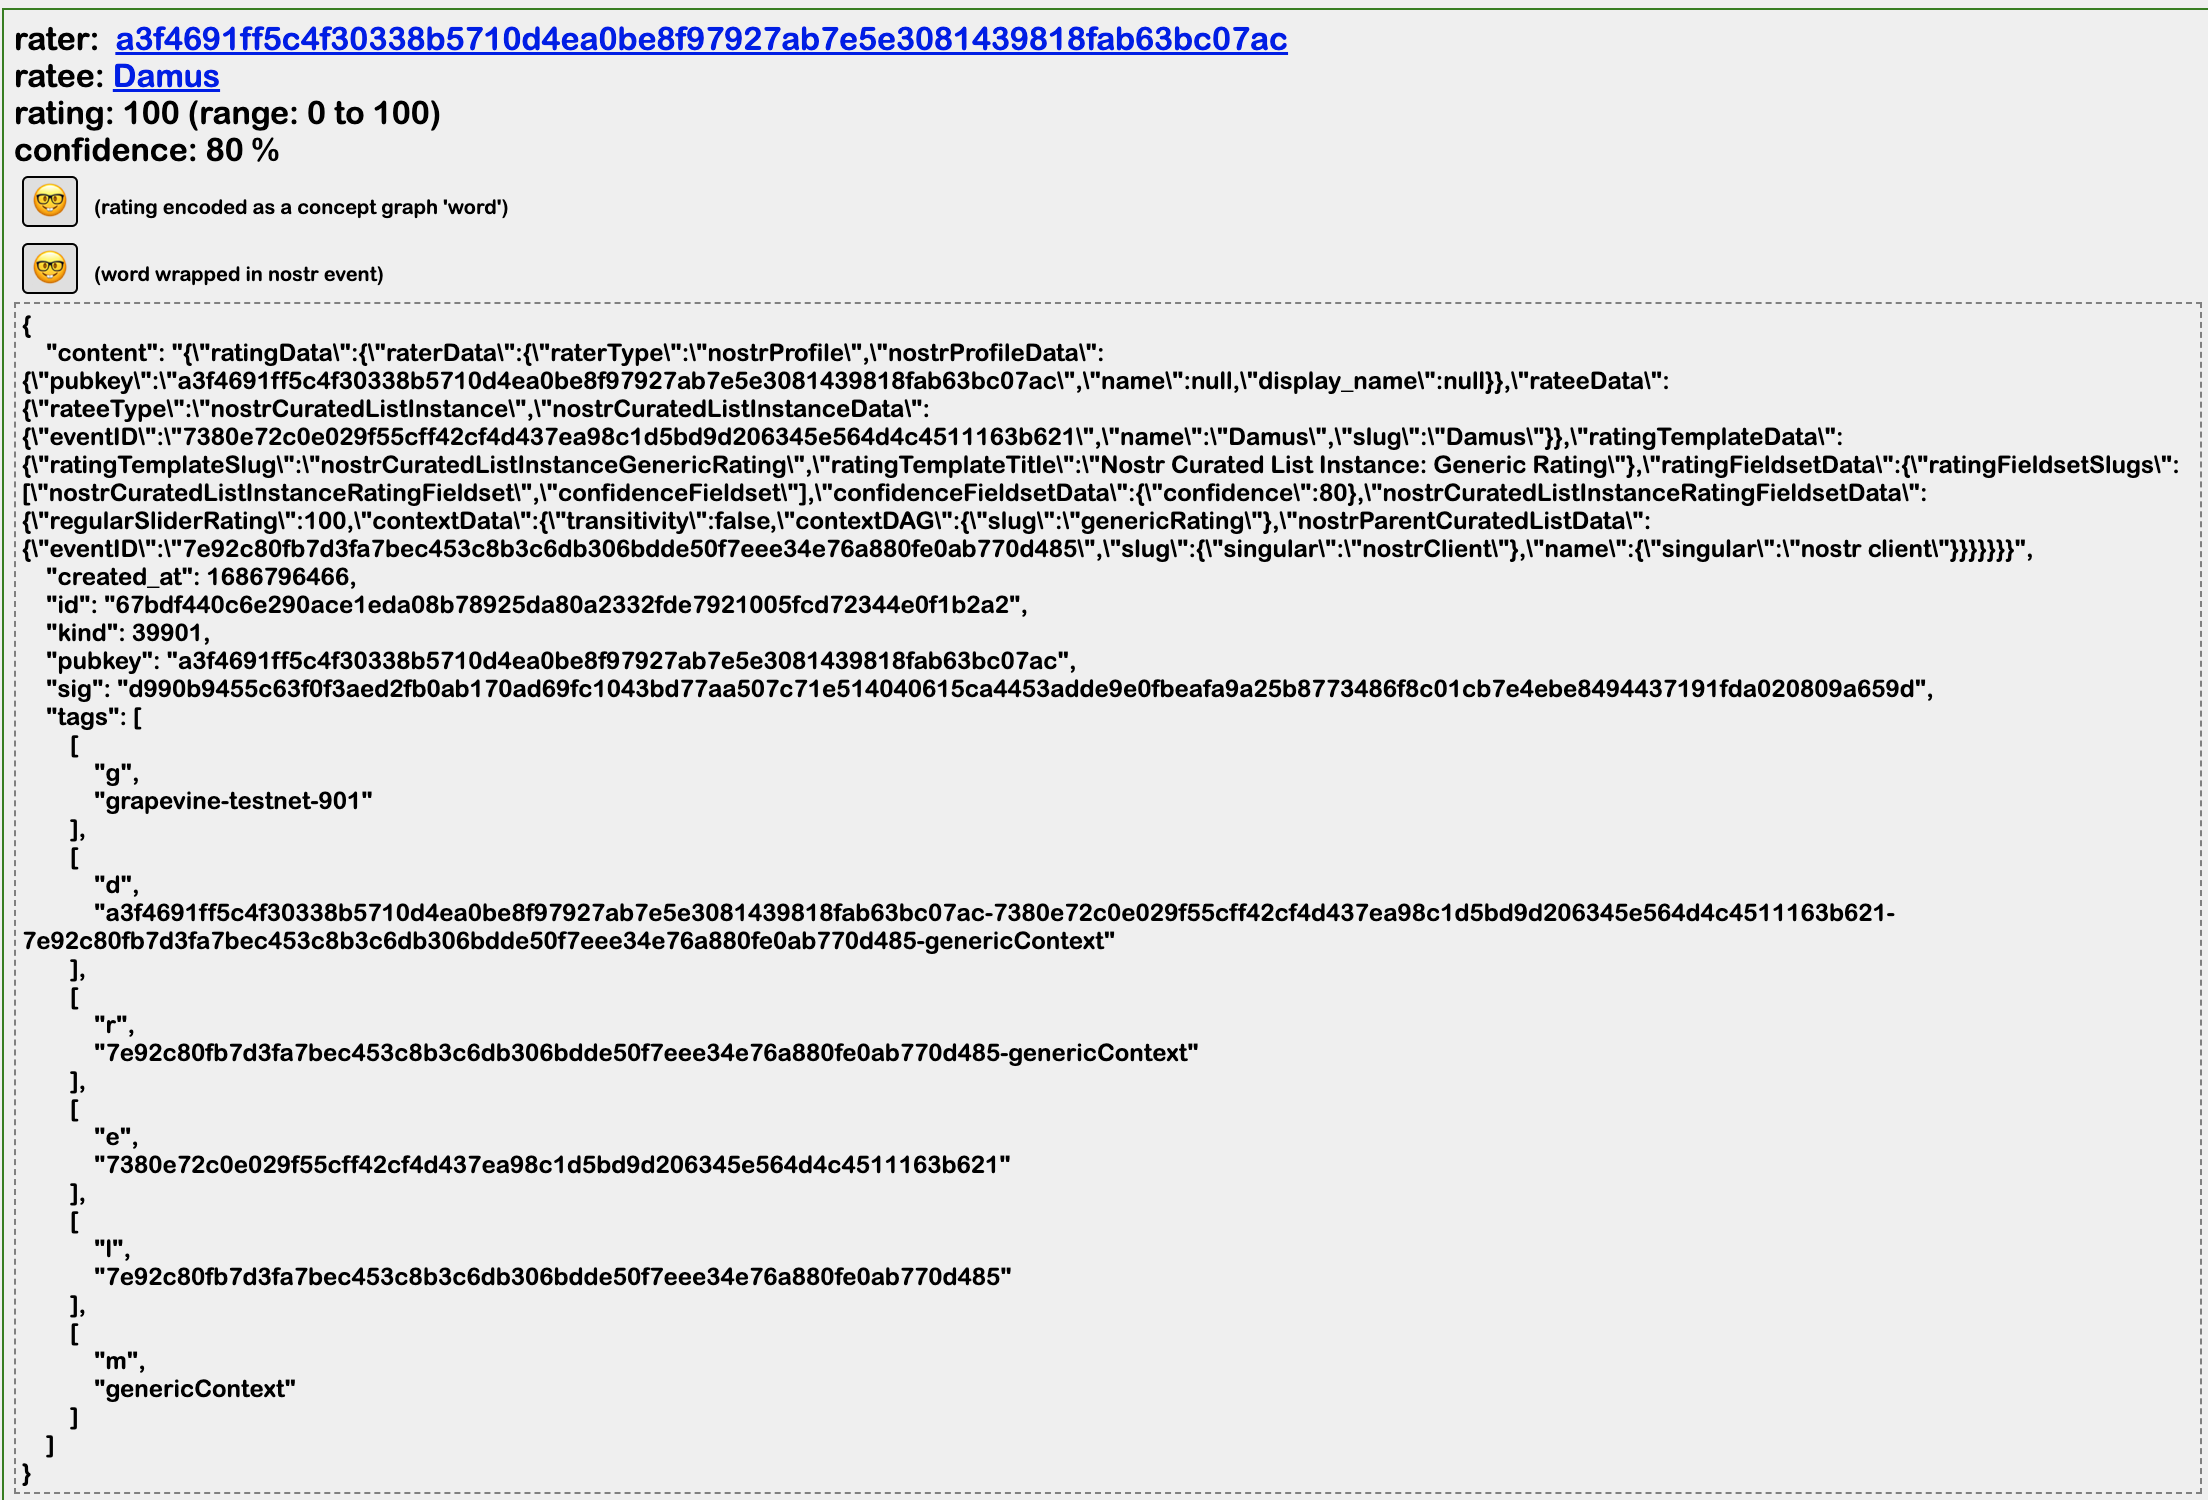 rater: a3f4691ff5c4f30338b5710d4ea0be8f97927ab7e5e3081439818fab63bc07ac
ratee: Damus
rating: 100 (range: 0 to 100)
confidence: 80 %
(rating encoded as a concept graph 'word')
(word wrapped in nostr event)
{
"content": "{\"ratingData\":{\"raterData\":{\"raterType\":\"nostrProfile\",\"nostrProfileData\":
{\"pubkey\":\"a3f4691ff5c4f30338b5710d4ea0be8f97927ab7e5e3081439818fab63bc07ac\",\"name\":null,\"display_name\":null}},\"rateeData\":
{\"rateeType\":\"nostrCuratedListInstance\",\"nostrCuratedListInstanceData\":
{\"eventID\":\"7380e72c0e029f55cff42cf4d437ea98c1d5bd9d206345e564d4c4511163b621\",\"name\":\"Damus\",\"slug\":\"Damus\"}},\"ratingTemplateData\":
{\"ratingTemplateSlug\":\"nostrCuratedListInstanceGenericRating\",\"ratingTemplateTitle\":\"Nostr Curated List Instance: Generic Rating\"},\"ratingFieldsetData\":{\"ratingFieldsetSlugs\":
[\"nostrCuratedListInstanceRatingFieldset\",\"confidenceFieldset\"],\"confidenceFieldsetData\":{\"confidence\":80},\"nostrCuratedListInstanceRatingFieldsetData\":
{\"regularSliderRating\":100,\"contextData\":{\"transitivity\":false,\"contextDAG\":{\"slug\":\"genericRating\"},\"nostrParentCuratedListData\":
{\"eventID\":\"7e92c80fb7d3fa7bec453c8b3c6db306bdde50f7eee34e76a880fe0ab770d485\",\"slug\":{\"singular\":\"nostrClient\"},\"name\":{\"singular\":\"nostr client\"}}}}}}}",
"created_at": 1686796466,
"id": "67bdf440c6e290ace1eda08b78925da80a2332fde7921005fcd72344e0f1b2a2",
"kind": 39901,
"pubkey": "a3f4691ff5c4f30338b5710d4ea0be8f97927ab7e5e3081439818fab63bc07ac",
"sig": "d990b9455c63f0f3aed2fb0ab170ad69fc1043bd77aa507c71e514040615ca4453adde9e0fbeafa9a25b8773486f8c01cb7e4ebe8494437191fda020809a659d",
"tags": [
[
"g",
"grapevine-testnet-901"
],
[
"d",
"a3f4691ff5c4f30338b5710d4ea0be8f97927ab7e5e3081439818fab63bc07ac-7380e72c0e029f55cff42cf4d437ea98c1d5bd9d206345e564d4c4511163b621-
7e92c80fb7d3fa7bec453c8b3c6db306bdde50f7eee34e76a880fe0ab770d485-genericContext"
],
[
"r",
"7e92c80fb7d3fa7bec453c8b3c6db306bdde50f7eee34e76a880fe0ab770d485-genericContext"
],
[
"e",
"7380e72c0e029f55cff42cf4d437ea98c1d5bd9d206345e564d4c4511163b621"
],
[
"l",
"7e92c80fb7d3fa7bec453c8b3c6db306bdde50f7eee34e76a880fe0ab770d485"
],
[
"m",
"genericContext"
]
]
}